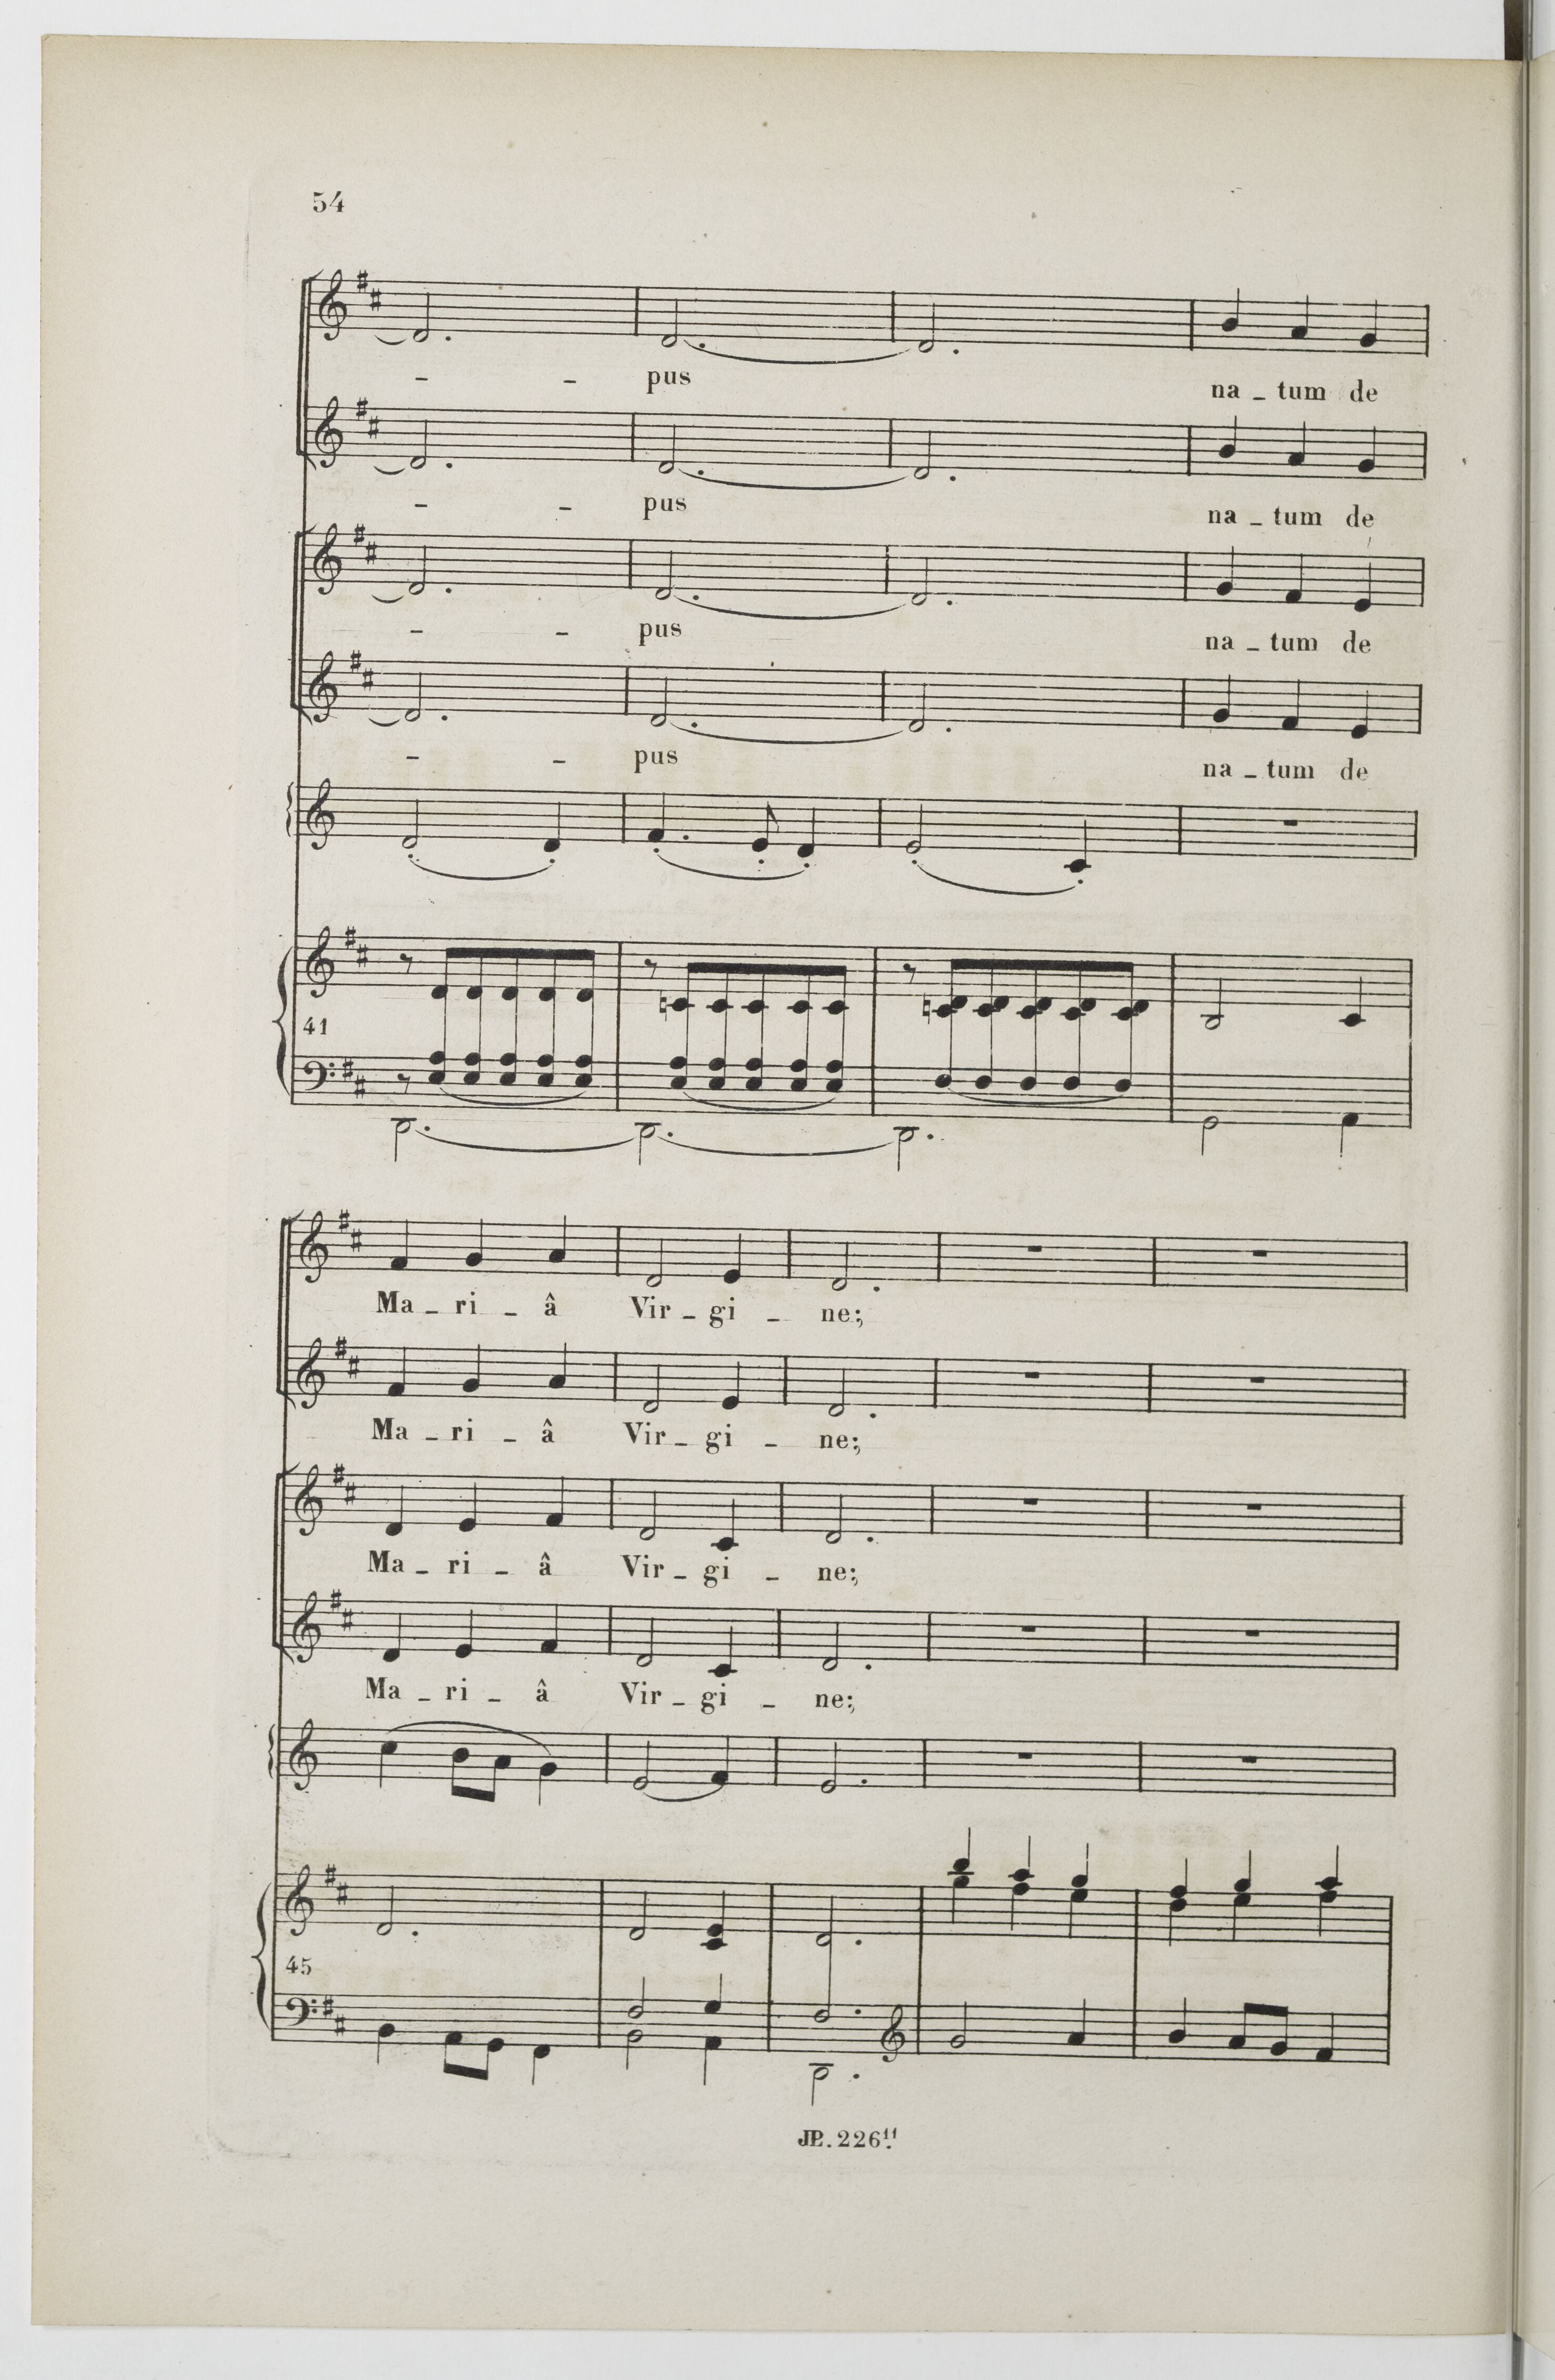 54
- - pus na - tum de
- - pus na - tum de
- - pus na - tum de
- - pus na - tum de
41
Ma - ri - â Vir - gi - ne;,
Ma - ri - â Vir - gi - ne;,
Ma - ri - â Vir - gi - ne;,
Ma - ri - â Vir - gi - ne;,
45
JP. 226¹¹.